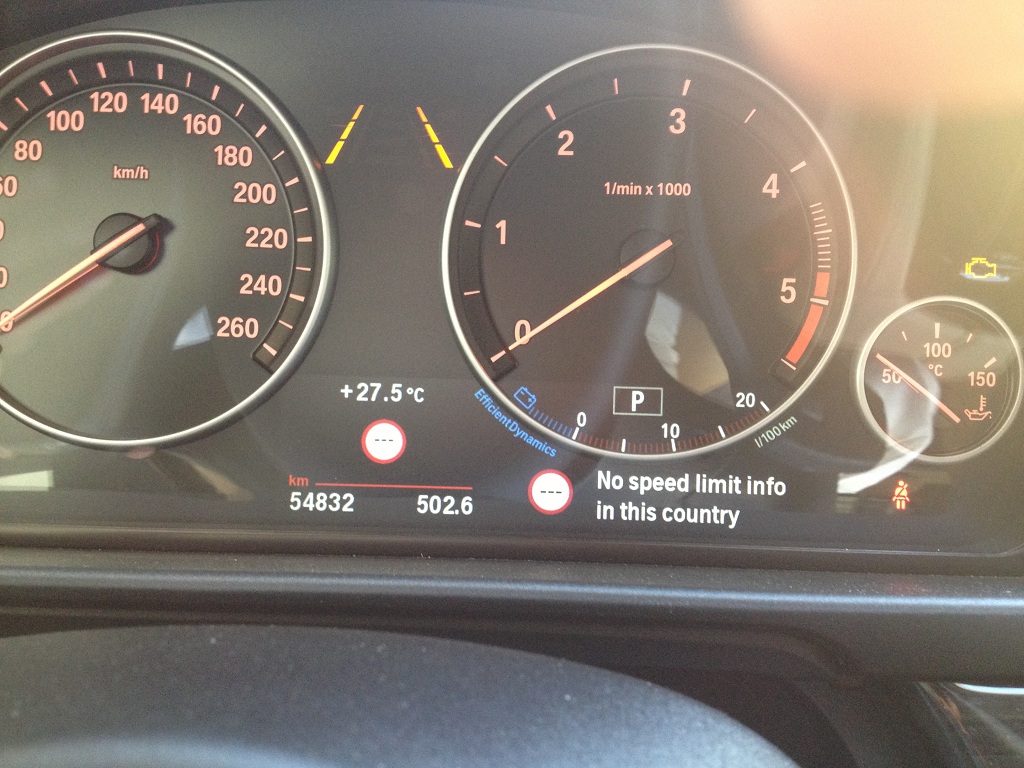 120
140
100
160
80
180
km/h
60
200
220
240
260
0
3
2
4
1/min x 1000
1
5
0
100
50
°C
150
+27.5 °C
P
20
0
10
EfficientDynamics
l/100km
---
km
54832
502.6
---
No speed limit info
in this country